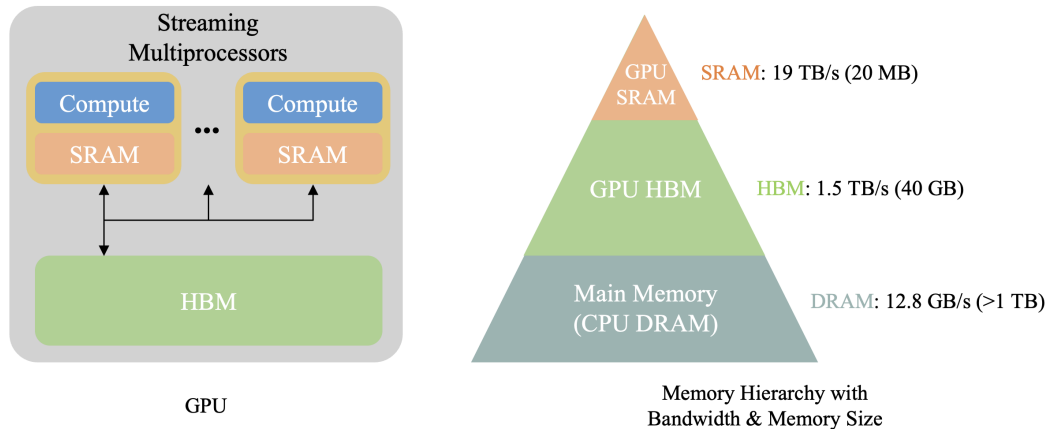 Streaming
Multiprocessors
Compute
SRAM
...
Compute
SRAM
HBM
GPU
GPU
SRAM
SRAM: 19 TB/s (20 MB)
GPU HBM
HBM: 1.5 TB/s (40 GB)
Main Memory
(CPU DRAM)
DRAM: 12.8 GB/s (>1 TB)
Memory Hierarchy with
Bandwidth & Memory Size